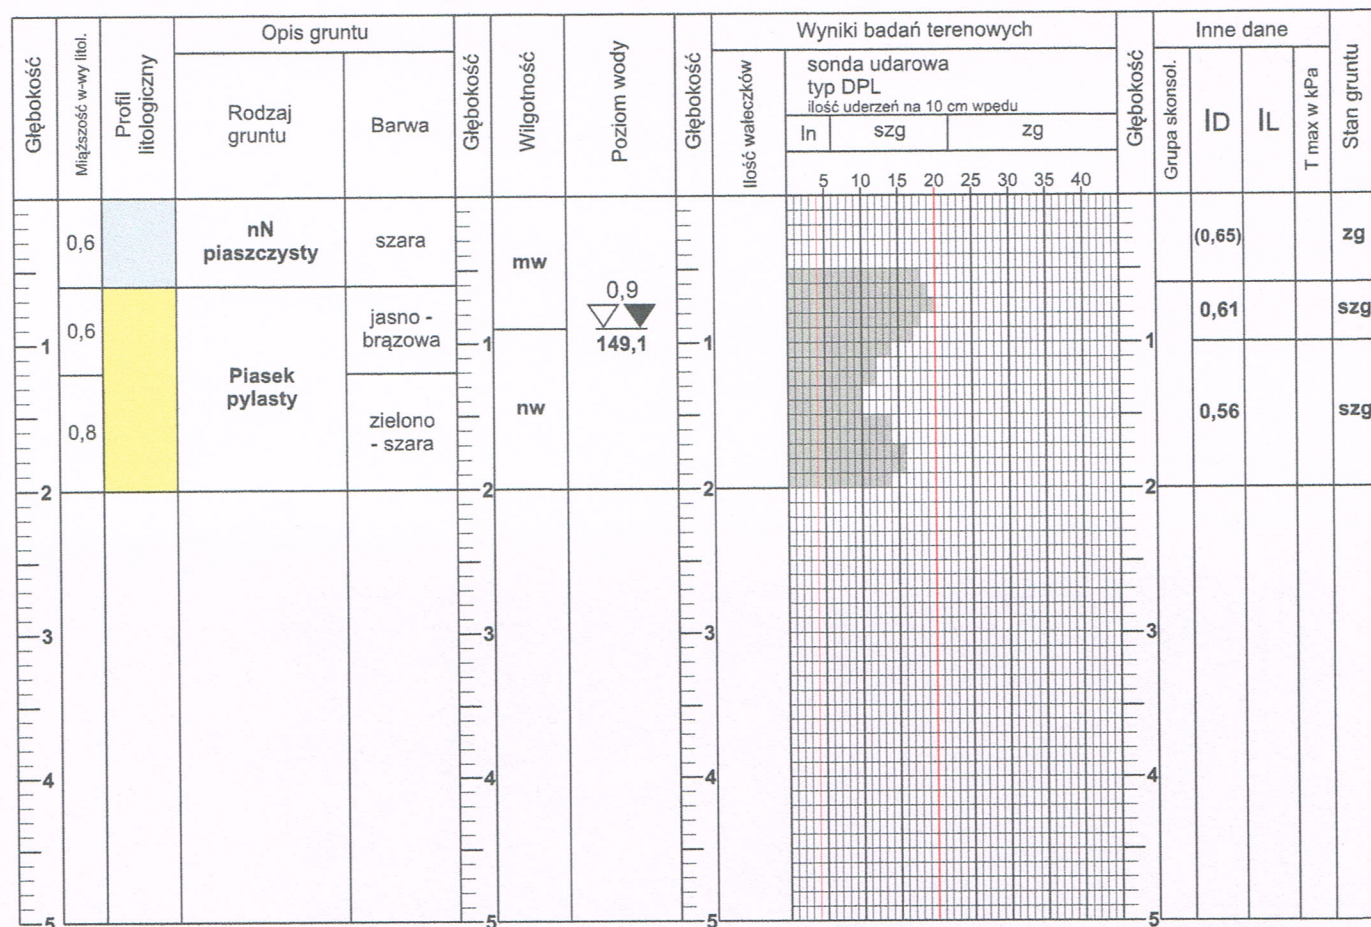 Głębokość
Miąższość w-wy litol.
Profil
litologiczny
Opis gruntu
Rodzaj
gruntu
Barwa
Głębokość
Wilgotność
Poziom wody
Głębokość
Wyniki badań terenowych
Ilość wałeczków
sonda udarowa
typ DPL
ilość uderzeń na 10 cm wpędu
ln szg zg
5 10 15 20 25 30 35 40
Głębokość
Inne dane
Grupa skonsol.
ID
IL
T max w kPa
Stan gruntu
0,6
nN
piaszczysty
szara
mw
(0,65)
zg
0,6
Piasek
pylasty
jasno -
brązowa
0,9
149,1
0,61
szg
0,8
zielono
- szara
nw
0,56
szg
1 1 1 1
2 2 2 2
3 3 3 3
4 4 4 4
5 5 5 5